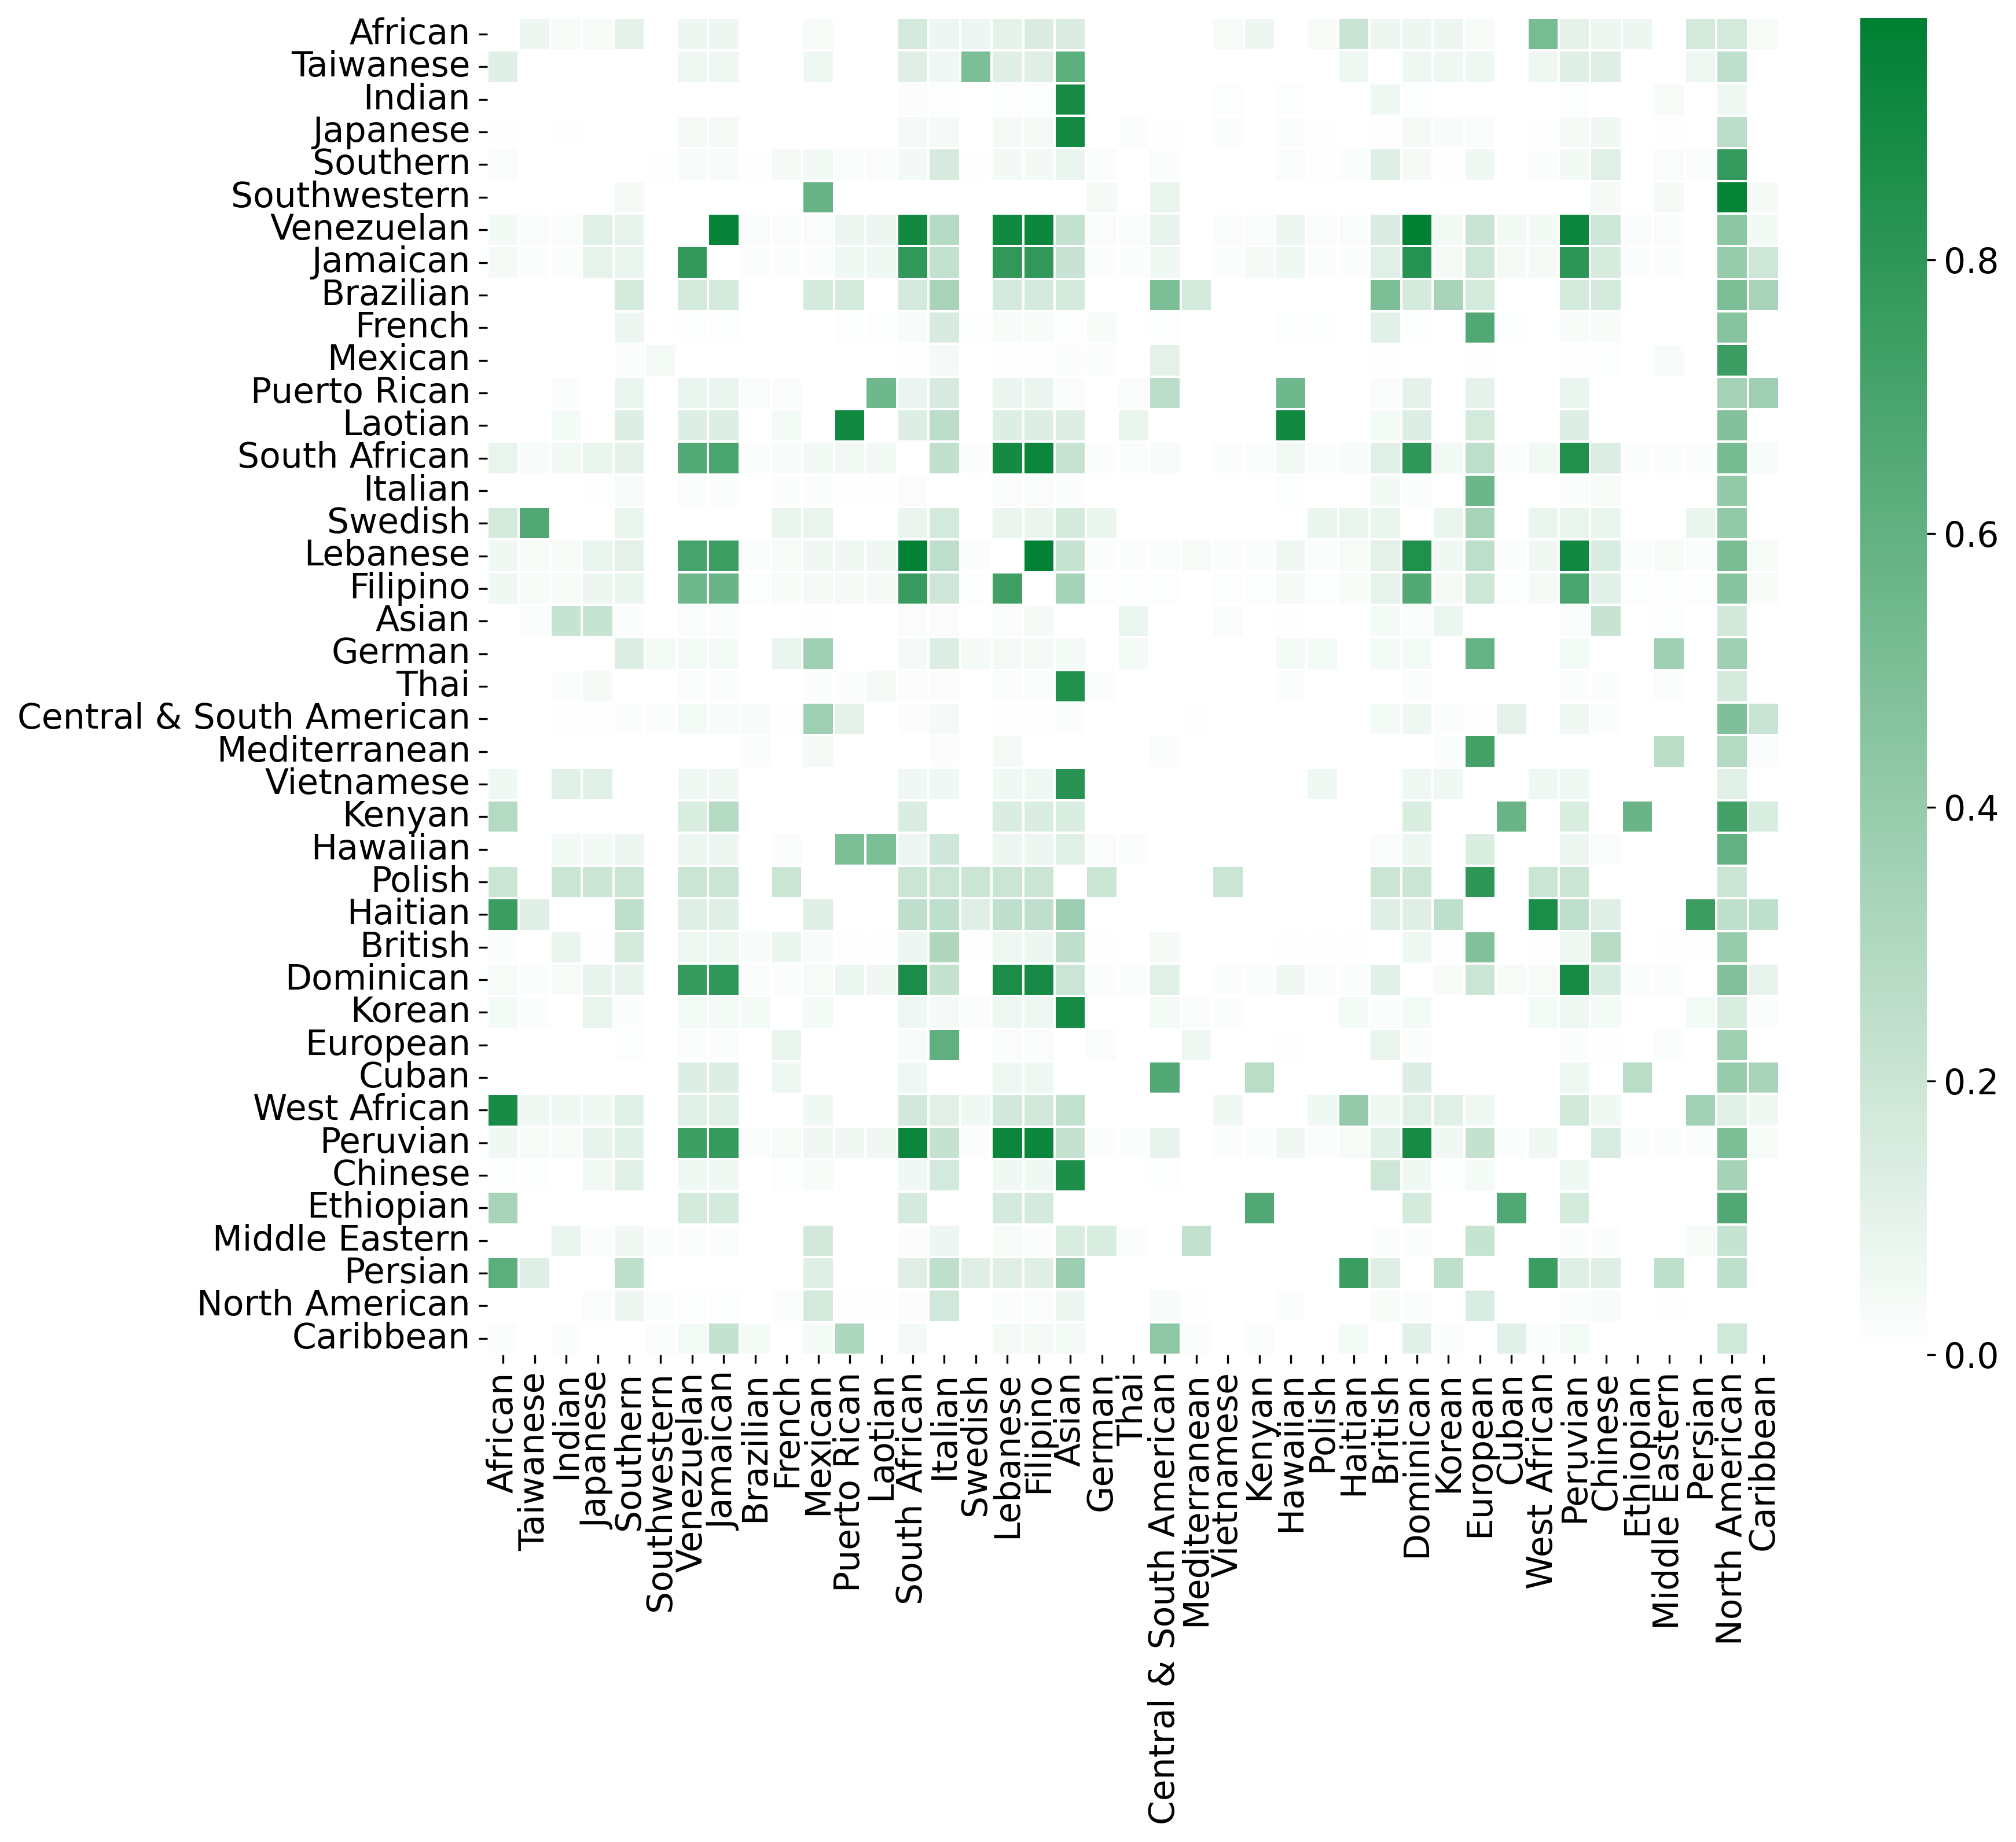 African
Taiwanese
Indian
Japanese
Southern
Southwestern
Venezuelan
Jamaican
Brazilian
French
Mexican
Puerto Rican
Laotian
South African
Italian
Swedish
Lebanese
Filipino
Asian
German
Thai
Central & South American
Mediterranean
Vietnamese
Kenyan
Hawaiian
Polish
Haitian
British
Dominican
Korean
European
Cuban
West African
Peruvian
Chinese
Ethiopian
Middle Eastern
Persian
North American
Caribbean
African
Taiwanese
Indian
Japanese
Southern
Southwestern
Venezuelan
Jamaican
Brazilian
French
Mexican
Puerto Rican
Laotian
South African
Italian
Swedish
Lebanese
Filipino
Asian
German
Thai
Central & South American
Mediterranean
Vietnamese
Kenyan
Hawaiian
Polish
Haitian
British
Dominican
Korean
European
Cuban
West African
Peruvian
Chinese
Ethiopian
Middle Eastern
Persian
North American
Caribbean
0.8
0.6
0.4
0.2
0.0